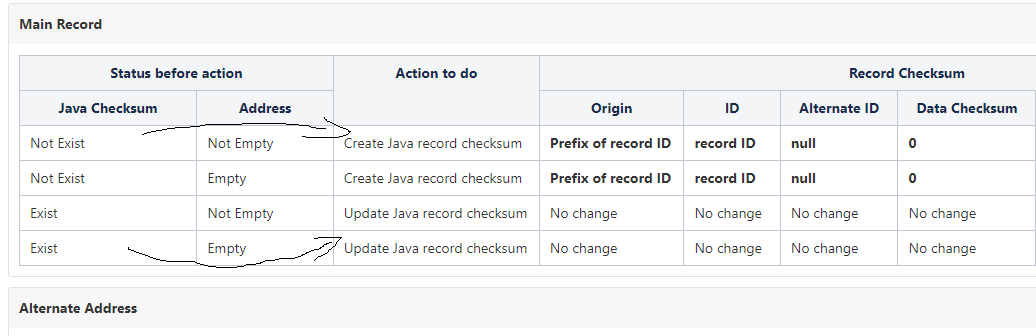 Main Record
Status before action Action to do Record Checksum
Java Checksum Address Origin ID Alternate ID Data Checksum
Not Exist Not Empty Create Java record checksum Prefix of record ID record ID null 0
Not Exist Empty Create Java record checksum Prefix of record ID record ID null 0
Exist Not Empty Update Java record checksum No change No change No change No change
Exist Empty Update Java record checksum No change No change No change No change
Alternate Address